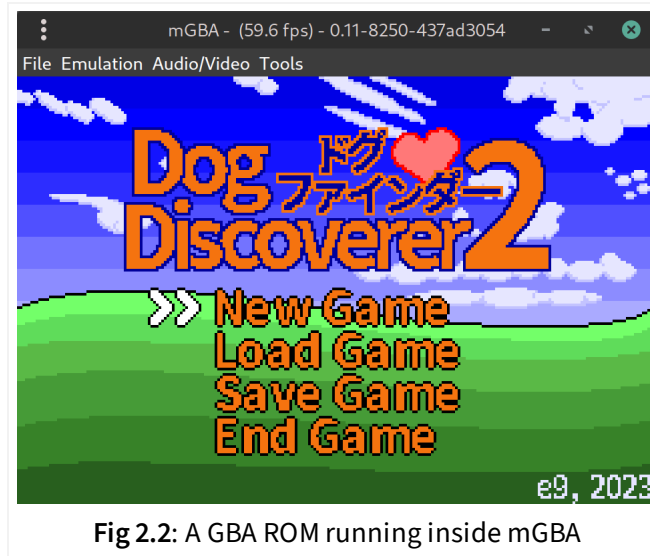 mGBA - (59.6 fps) - 0.11-8250-437ad3054
File Emulation Audio/Video Tools
Dog ドグ
ファインダー 2
Discoverer
>> New Game
Load Game
Save Game
End Game
e9, 2023
Fig 2.2: A GBA ROM running inside mGBA